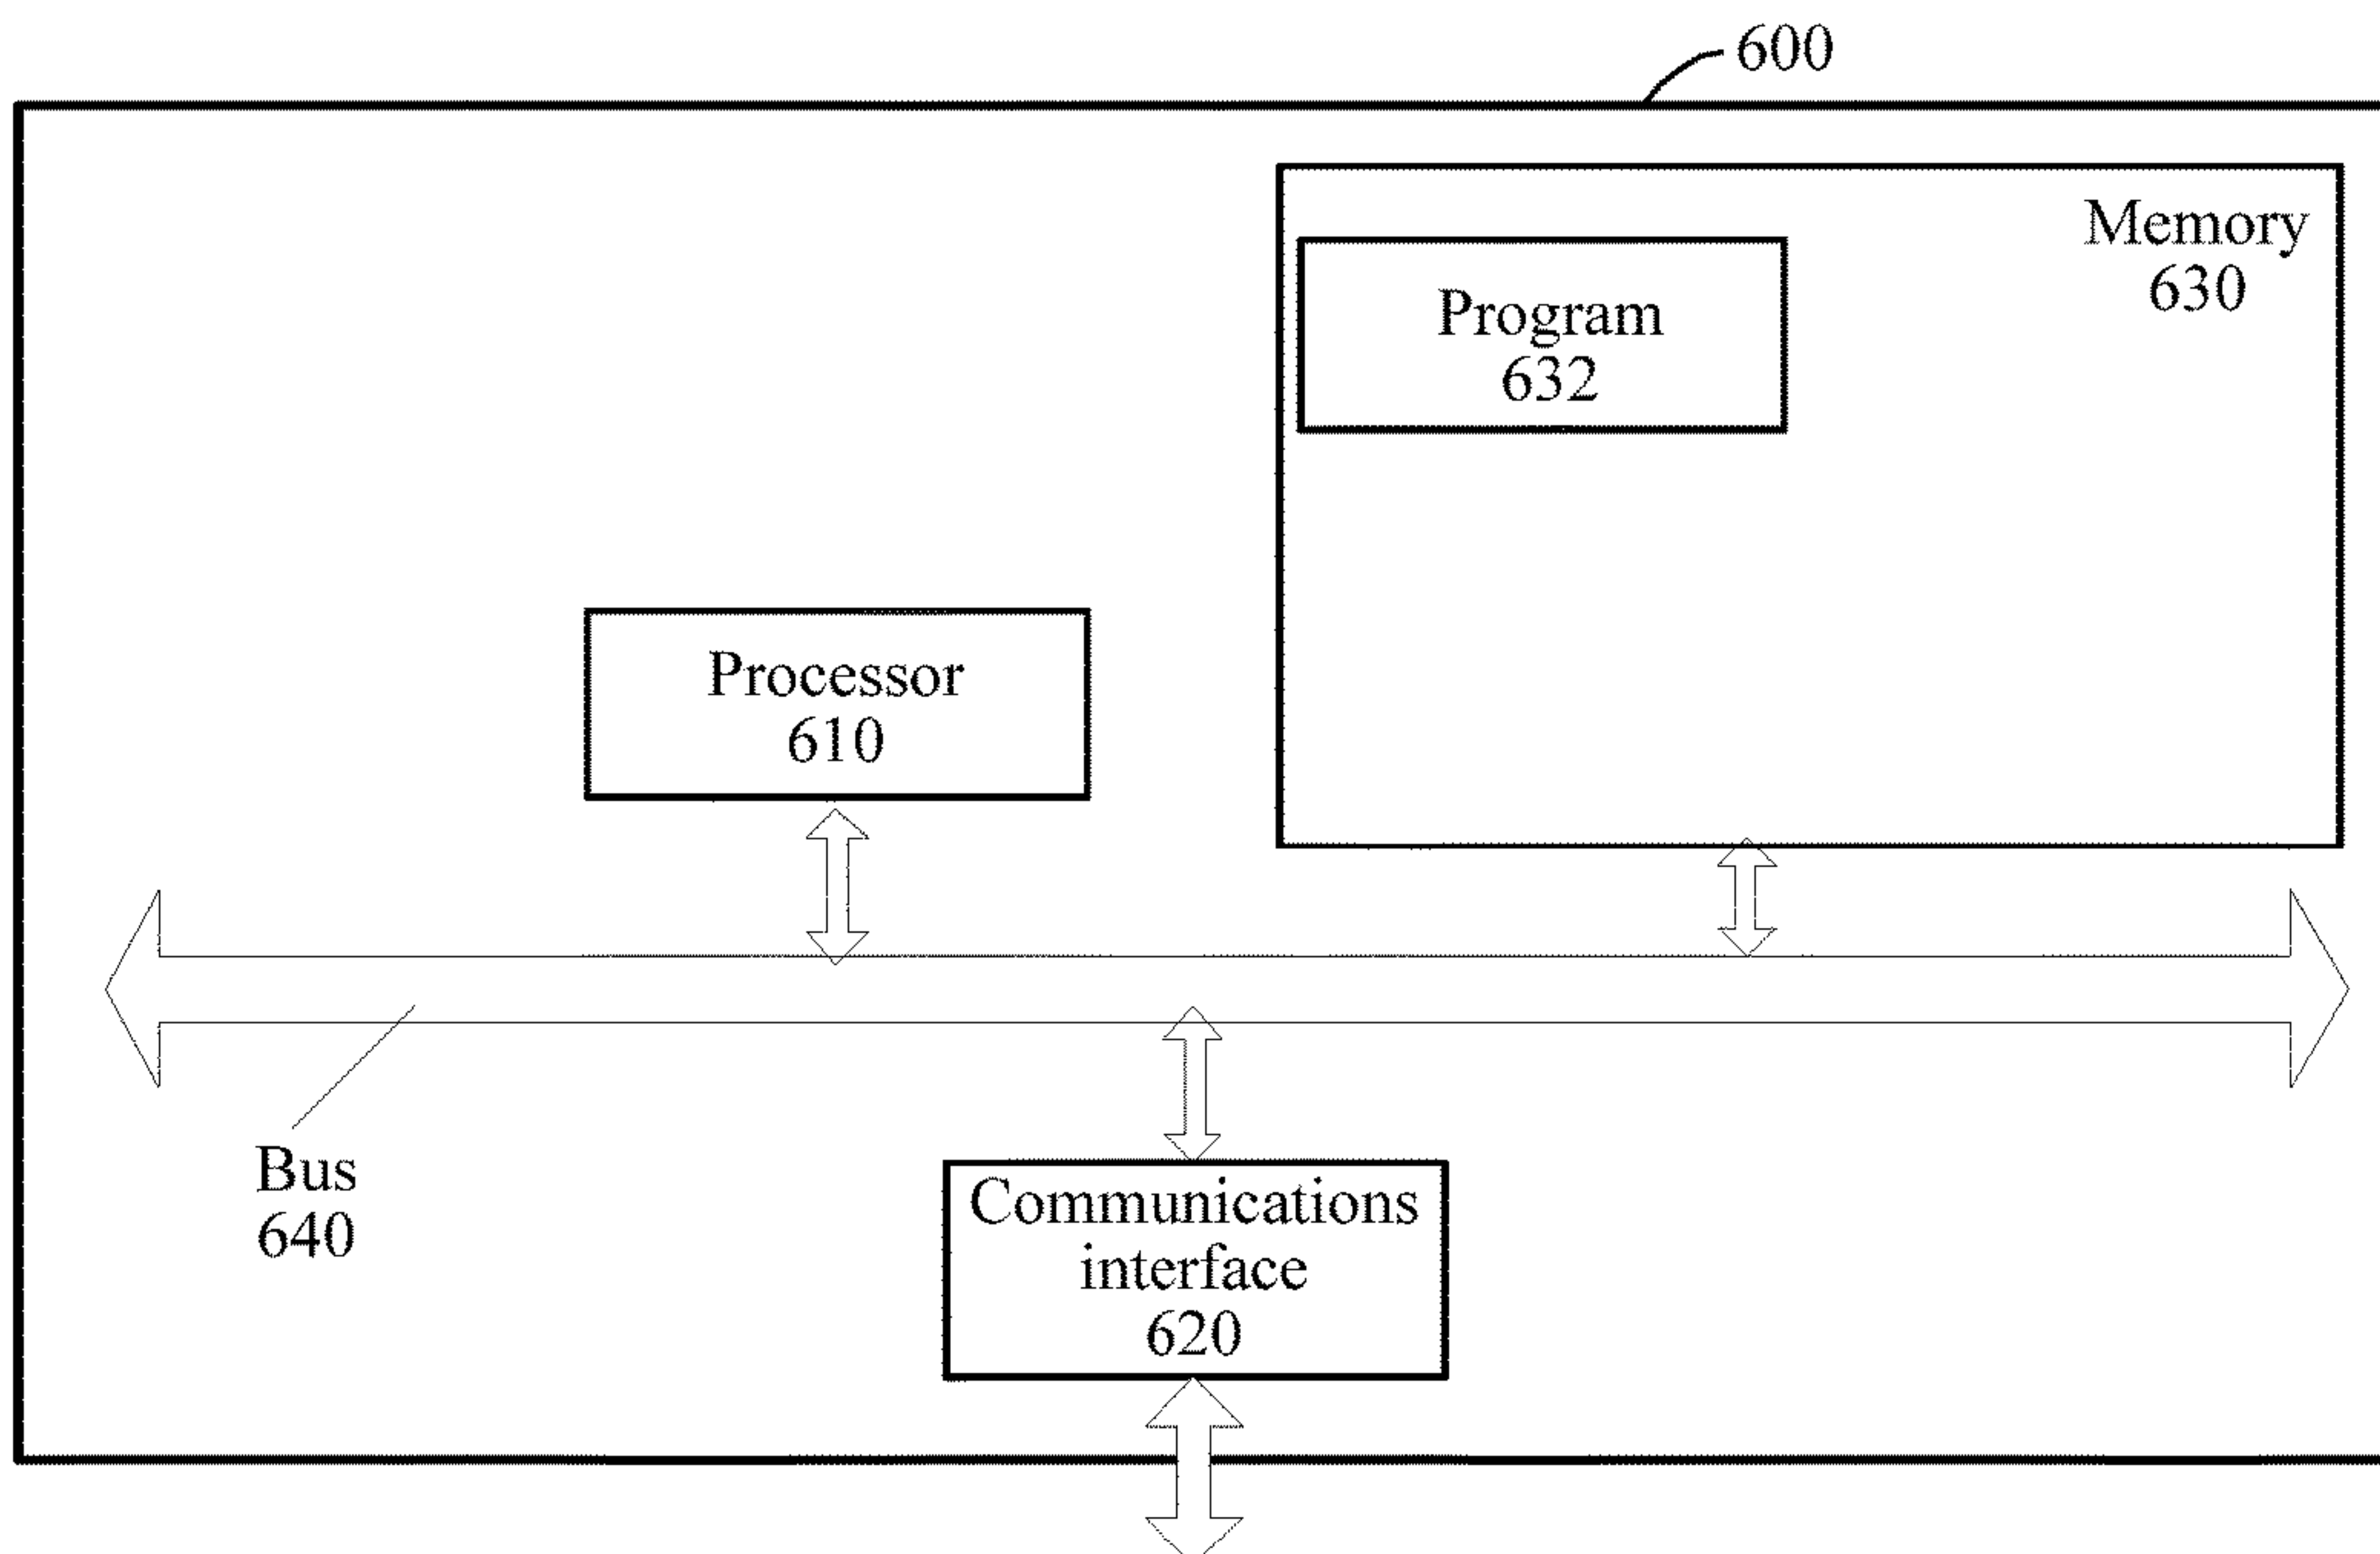 600
Memory
630
Program
632
Processor
610
Bus
640
Communications
interface
620